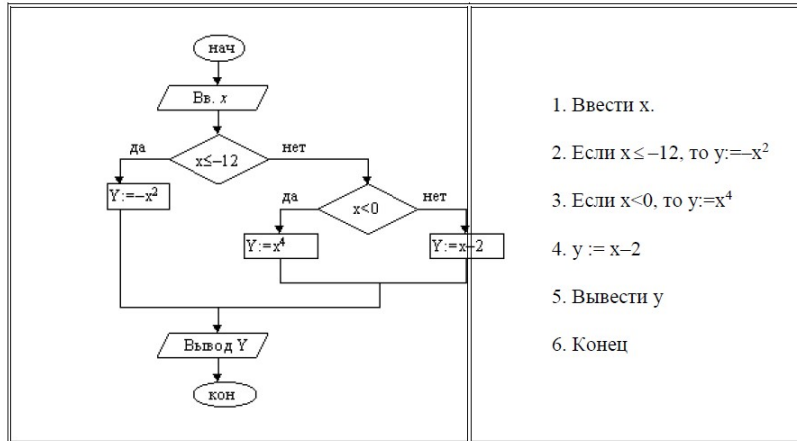 нач
Вв. x
да
нет
x≤–12
Y:=–x²
да
нет
x<0
Y:=x⁴
Y:=x–2
Вывод Y
кон
1. Ввести x.
2. Если x ≤ –12, то y:=–x²
3. Если x<0, то y:=x⁴
4. y := x–2
5. Вывести y
6. Конец